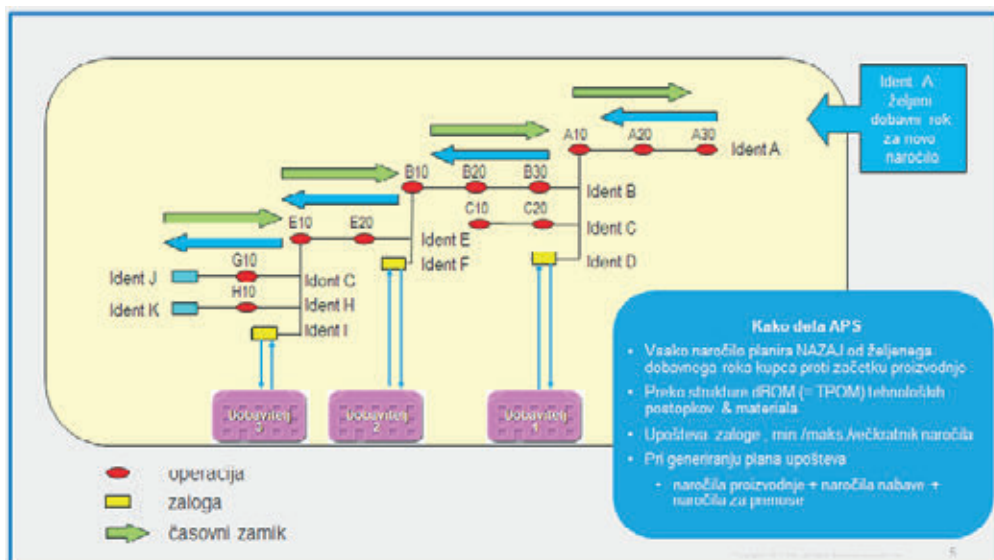 Ident A
željeni
dobavni rok
za novo
naročilo
A10 A20 A30
Ident A
B10 B20 B30
Ident B
C10 C20
Ident C
Ident D
E10 E20
Ident E
Ident F
G10
Ident J
Ident C
H10
Ident K
Ident H
Ident I
Dobavitelj
3
Dobavitelj
2
Dobavitelj
1
operacija
zaloga
časovni zamik
Kako dela APS
• Vsako naročilo planira NAZAJ od željenega
dobavnega roka kupca proti začetku proizvodnje
• Preko strukture dROM (= TPOM) tehnoloških
postopkov & materiala
• Upošteva zaloge , min /maks./večkratnik naročila
• Pri generiranju plana upošteva
• naročila proizvodnje + naročila nabave +
naročila za prenose
5